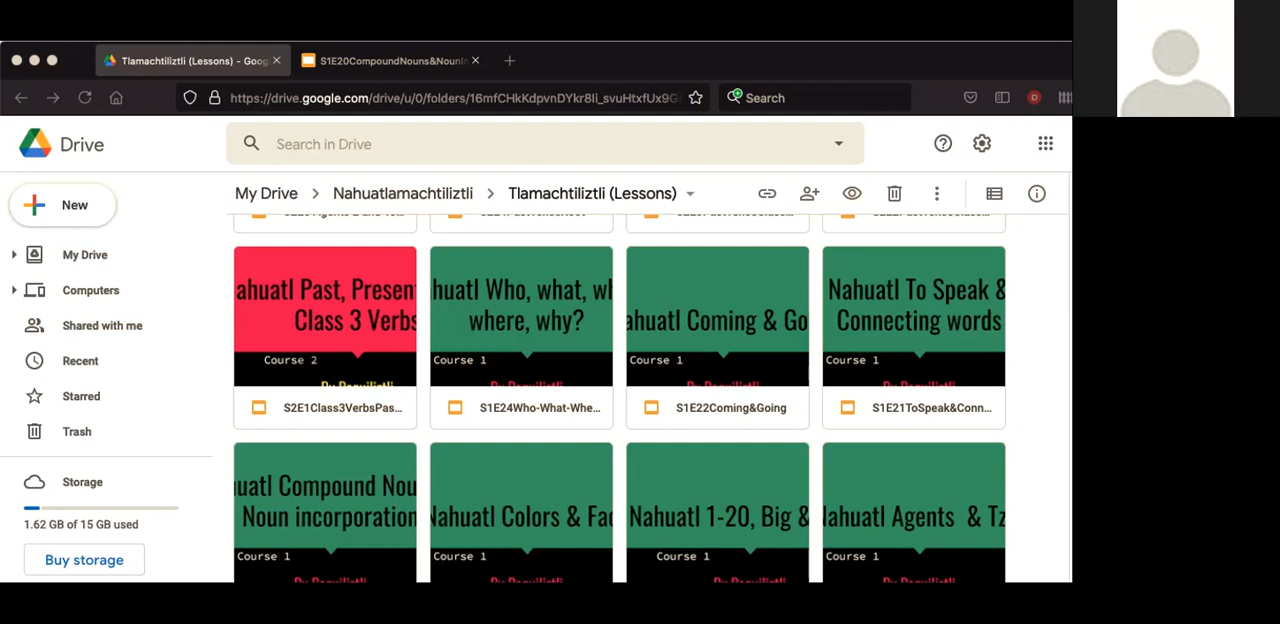 Tlamachtiliztli (Lessons) - Goog
S1E20CompoundNouns&NounIn
https://drive.google.com/drive/u/0/folders/16mfCHkKdpvnDYkr8Ii_svuHtxfUx9G
Search
Drive
Search in Drive
New
My Drive > Nahuatlamachtiliztli > Tlamachtiliztli (Lessons)
My Drive
Computers
Shared with me
Recent
Starred
Trash
Storage
1.62 GB of 15 GB used
Buy storage
ahuatl Past, Presen
Class 3 Verbs
Course 2
S2E1Class3VerbsPas...
huatl Who, what, wh
where, why?
Course 1
S1E24Who-What-Whe...
ahuatl Coming & Go
Course 1
S1E22Coming&Going
Nahuatl To Speak &
Connecting words
Course 1
S1E21ToSpeak&Conn...
uatl Compound Nou
Noun incorporation
Course 1
Nahuatl Colors & Fac
Course 1
Nahuatl 1-20, Big &
Course 1
Nahuatl Agents & Tz
Course 1